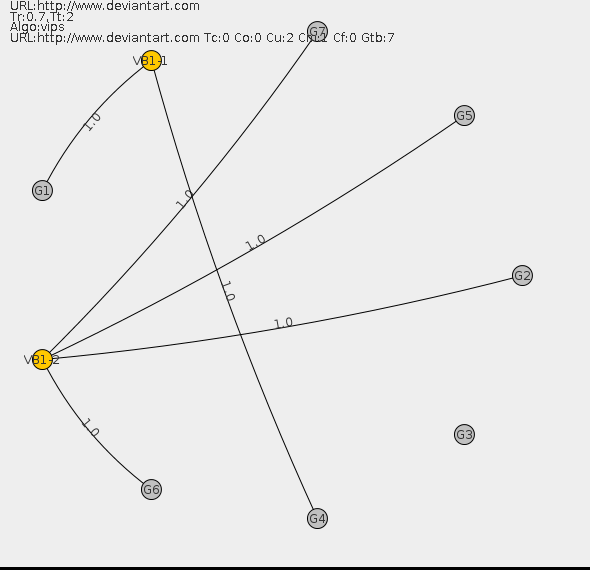 URL:http://www.deviantart.com
Tr:0.7,Tt:2
Algo:vips
URL:http://www.deviantart.com Tc:0 Co:0 Cu:2 Cm:1 Cf:0 Gtb:7
G7
VB1-1
G5
1.0
G1
1.0
1.0
G2
1.0
1.0
VB1-2
1.0
G3
G6
G4